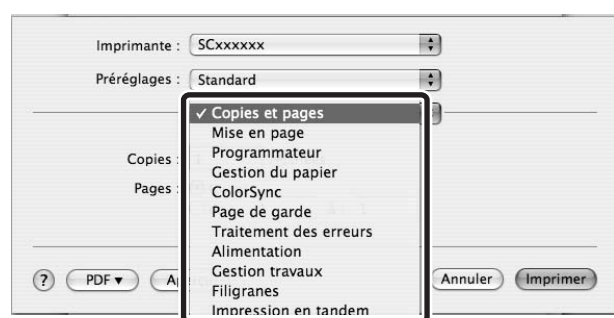 Imprimante : SCxxxxxx
Préréglages : Standard
✓ Copies et pages
Mise en page
Programmateur
Copies :
Gestion du papier
Pages :
ColorSync
Page de garde
Traitement des erreurs
Alimentation
Gestion travaux
Filigranes
Impression en tandem
? PDF ▼ Annuler Imprimer